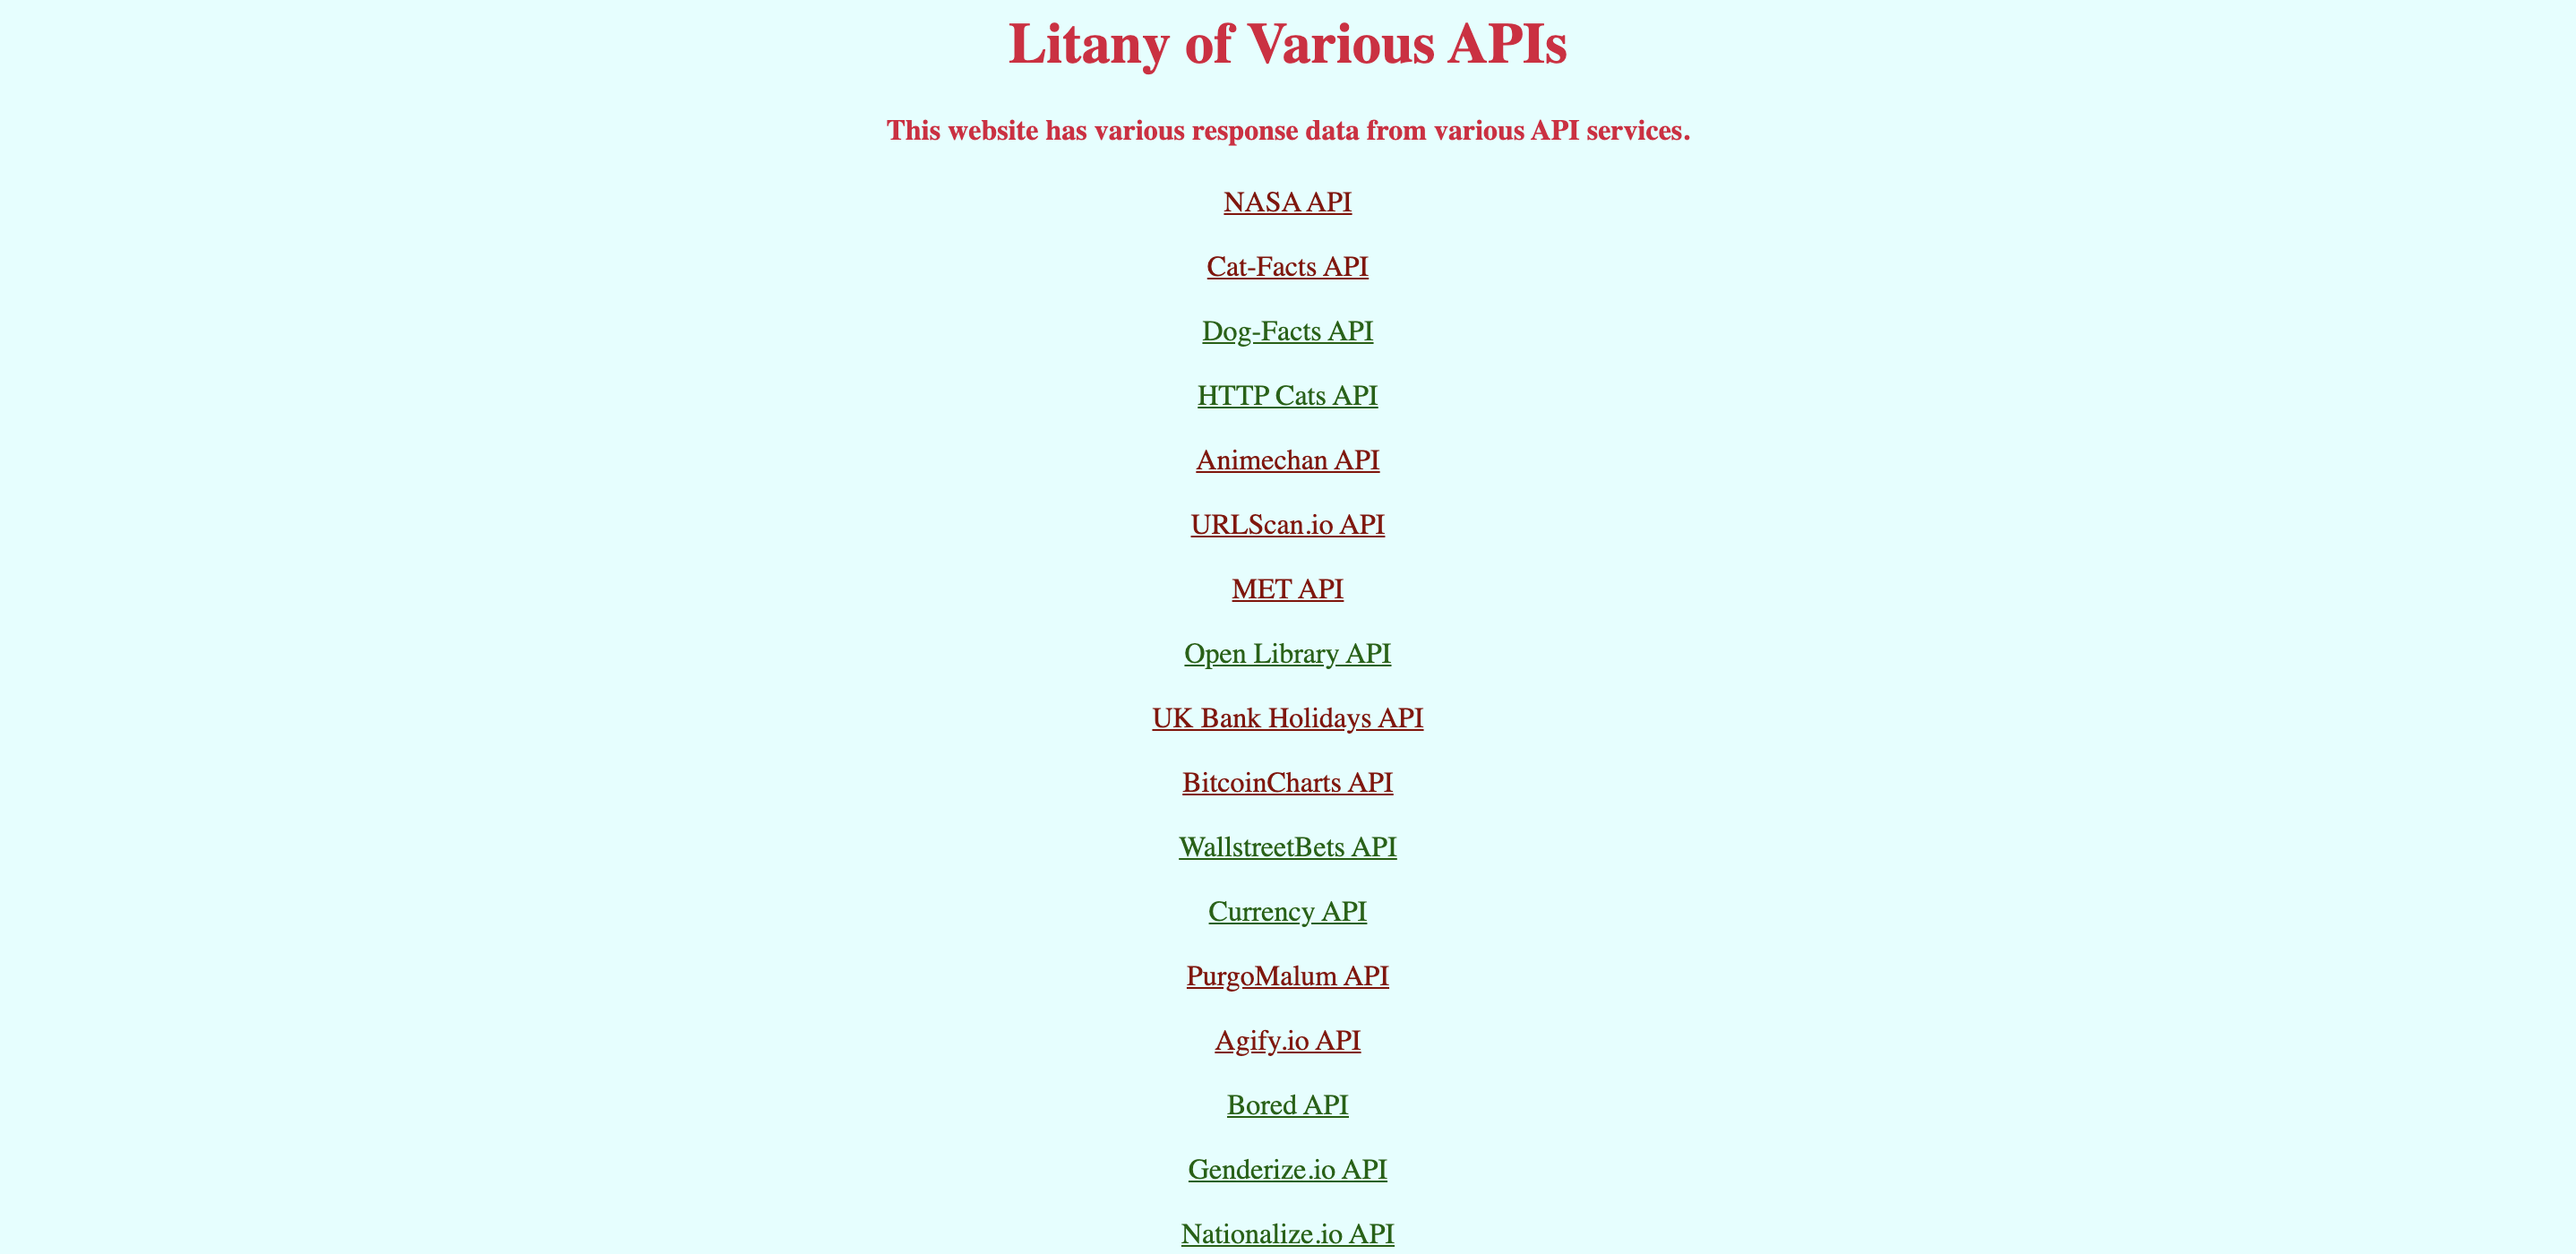 Litany of Various APIs
This website has various response data from various API services.
NASA API
Cat-Facts API
Dog-Facts API
HTTP Cats API
Animechan API
URLScan.io API
MET API
Open Library API
UK Bank Holidays API
BitcoinCharts API
WallstreetBets API
Currency API
PurgoMalum API
Agify.io API
Bored API
Genderize.io API
Nationalize.io API